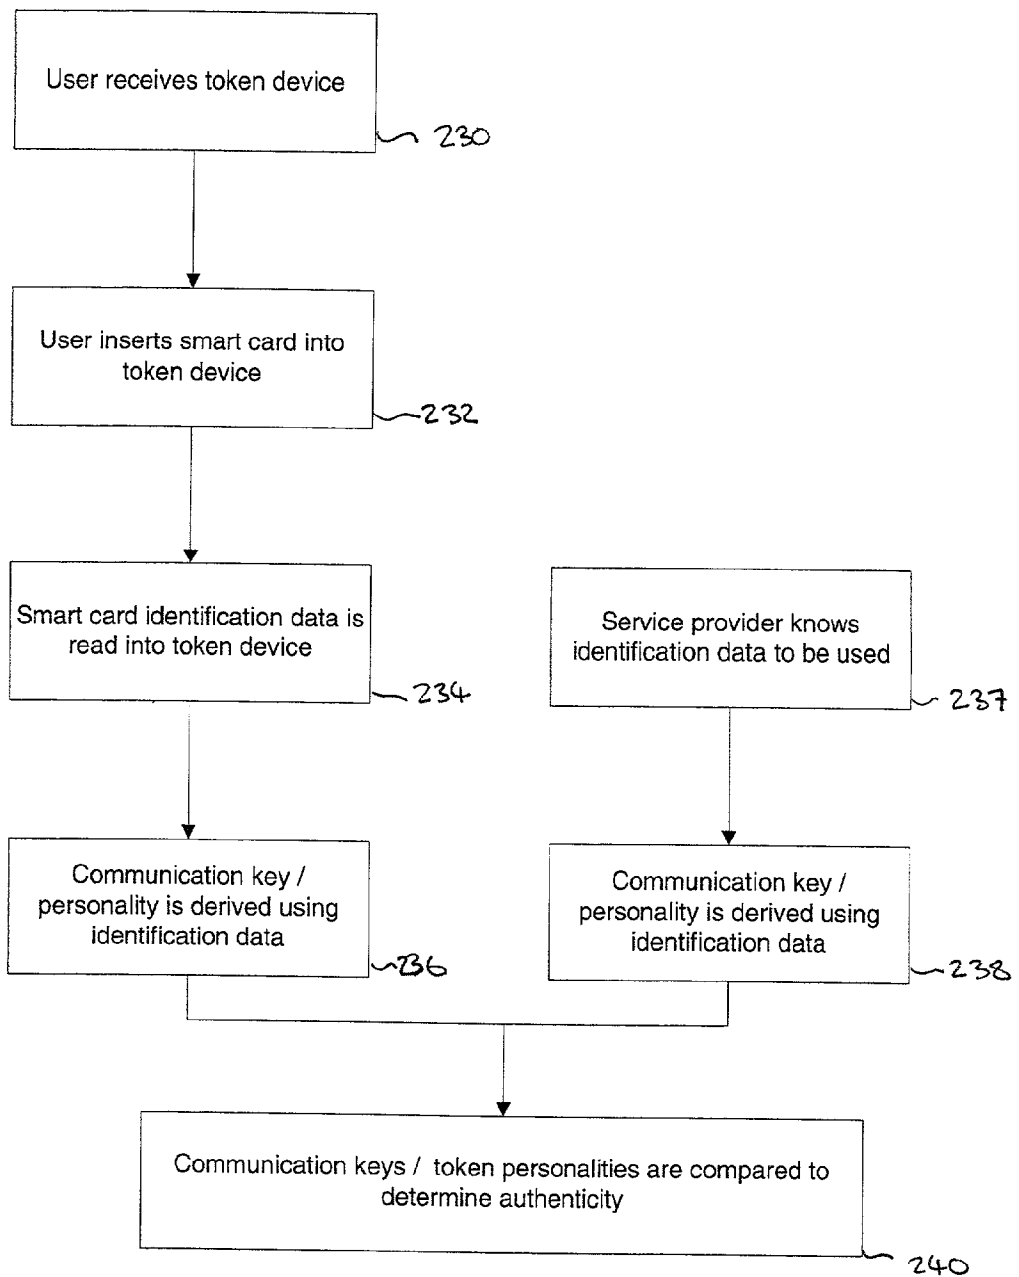 User receives token device
230
User inserts smart card into
token device
232
Smart card identification data is
read into token device
234
Service provider knows
identification data to be used
237
Communication key /
personality is derived using
identification data
236
Communication key /
personality is derived using
identification data
238
Communication keys / token personalities are compared to
determine authenticity
240